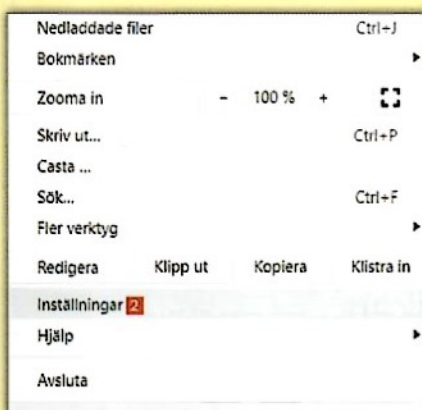 Nedladdade filer Ctrl+J
Bokmärken
Zooma in - 100 % +
Skriv ut... Ctrl+P
Casta ...
Sök... Ctrl+F
Fler verktyg
Redigera Klipp ut Kopiera Klistra in
Inställningar 2
Hjälp
Avsluta